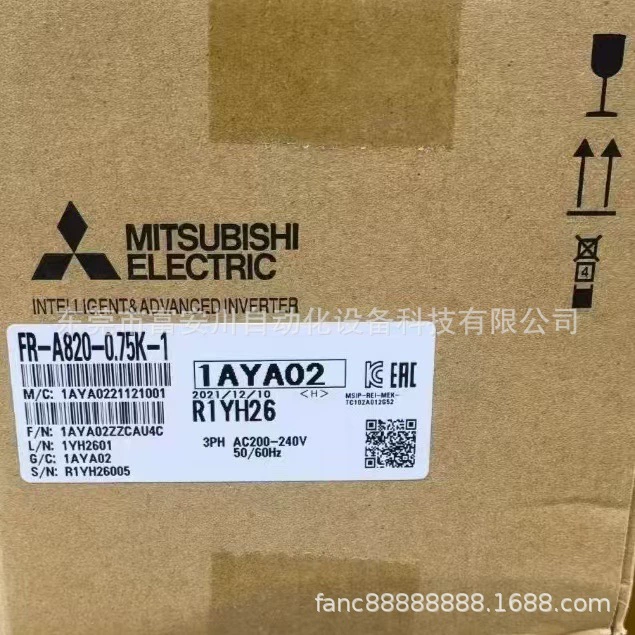 MITSUBISHI
ELECTRIC
INTELLIGENT&ADVANCED INVERTER
东莞市富安川自动化设备科技有限公司
FR-A820-0.75K-1
M/C: 1AYA0221121001
F/N: 1AYA02ZZCAU4C
L/N: 1YH2601
G/C: 1AYA02
S/N: R1YH26005
1AYA02
2021/12/10 <H>
R1YH26
3PH AC200-240V
50/60Hz
EAC
MSIP-REI-MEK-
TC102A012G52
4
fanc88888888.1688.com